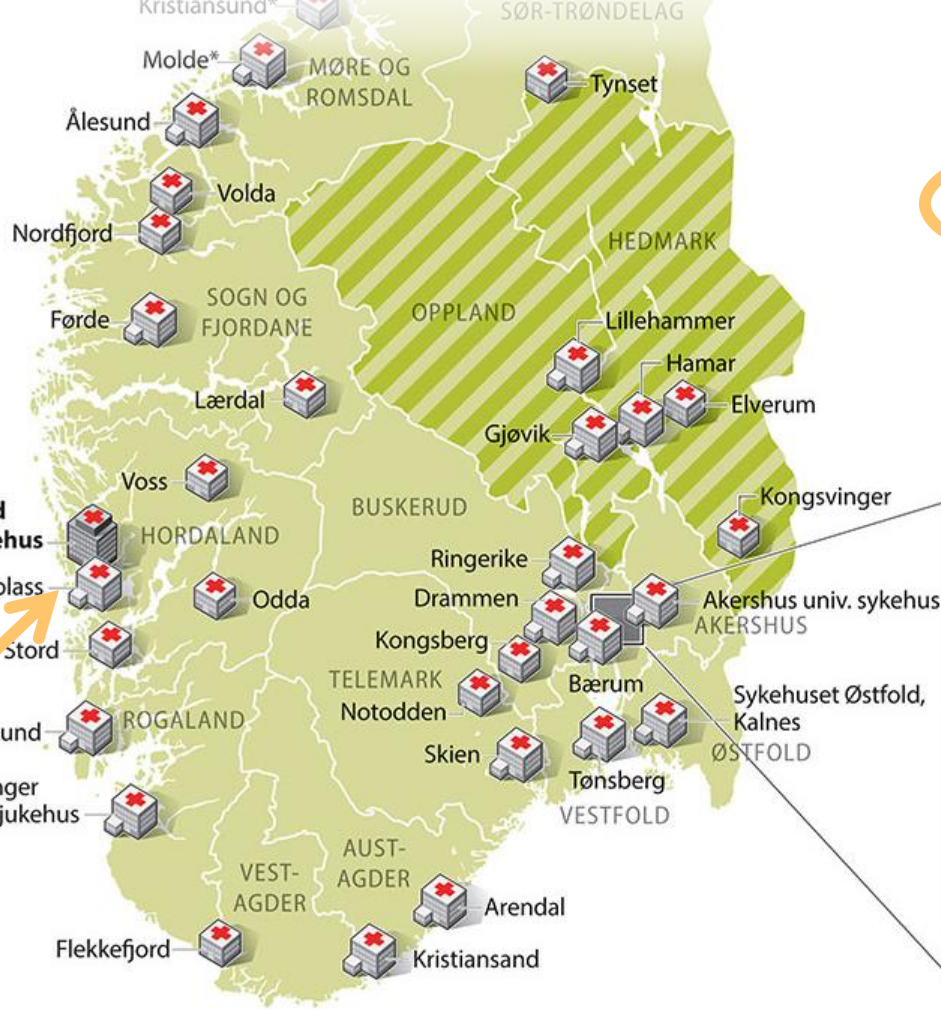 Kristiansund*
SØR-TRØNDELAG
Molde*
MØRE OG
ROMSDAL
Tynset
Ålesund
Volda
Nordfjord
HEDMARK
SOGN OG
FJORDANE
OPPLAND
Førde
Lillehammer
Hamar
Lærdal
Elverum
Gjøvik
Voss
Kongsvinger
BUSKERUD
HORDALAND
Ringerike
Odda
Drammen
Akershus univ. sykehus
AKERSHUS
Kongsberg
Stord
TELEMARK
Bærum
Notodden
Sykehuset Østfold,
Kalnes
ROGALAND
ØSTFOLD
Skien
Tønsberg
VESTFOLD
AUST-
AGDER
VEST-
AGDER
Arendal
Flekkefjord
Kristiansand